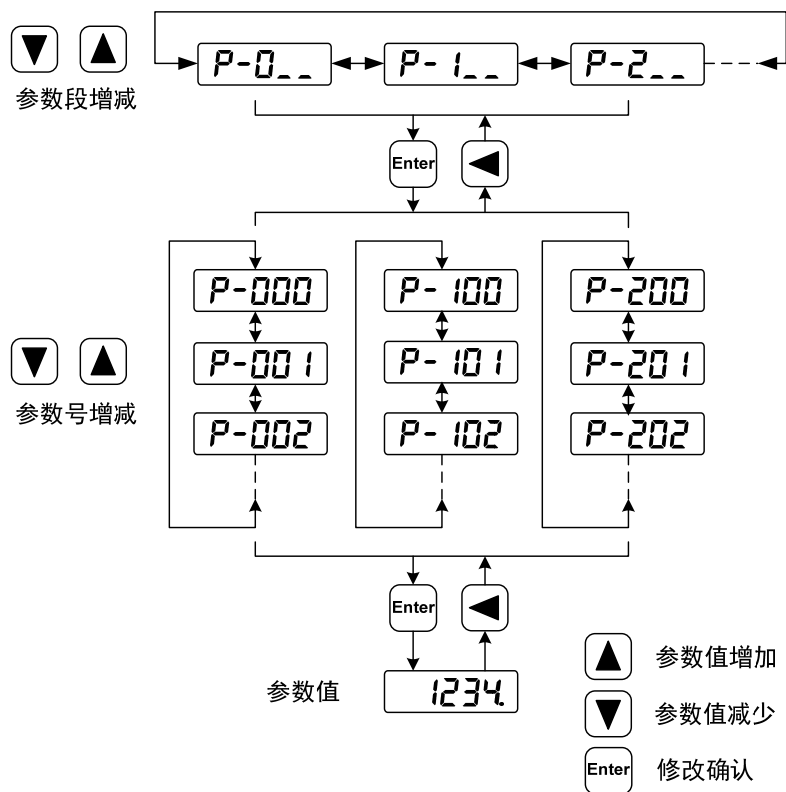 P-0__ P-1__ P-2__
参数段增减
Enter
P-000 P-100 P-200
P-001 P-101 P-201
参数号增减
P-002 P-102 P-202
Enter
参数值 1234.
参数值增加
参数值减少
Enter 修改确认